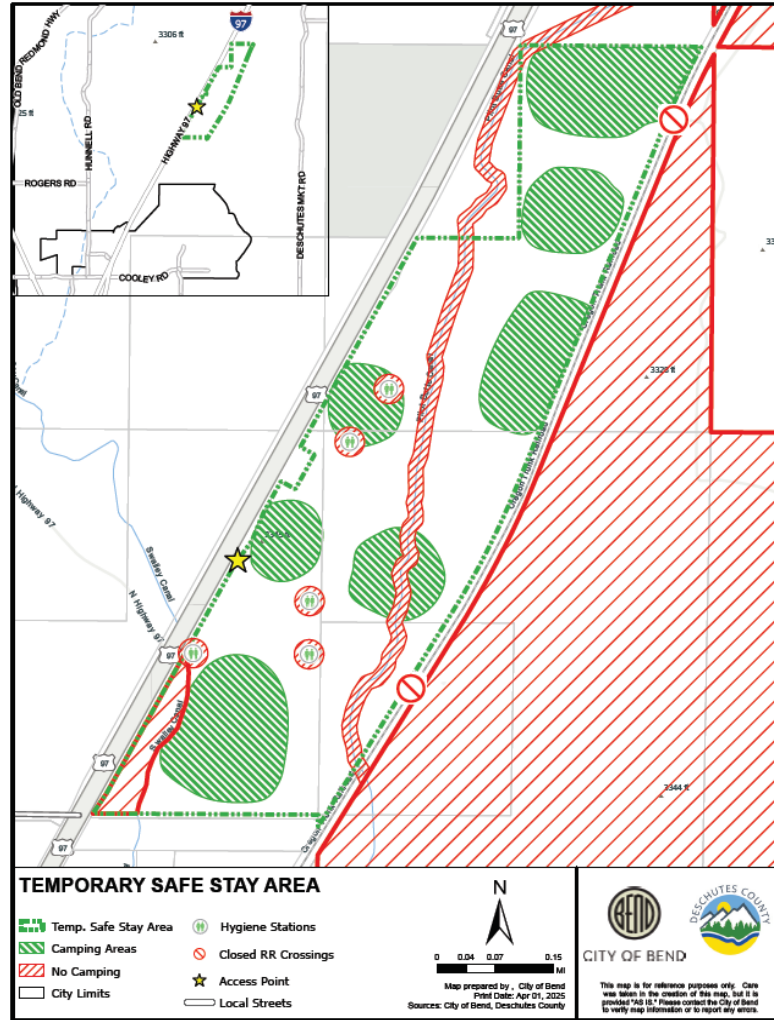 97
OLD BEND REDMOND HWY
3306 ft
HUNNELL RD
HIGHWAY 97
ROGERS RD
DESCHUTES MKT RD
COOLEY RD
97
Pilot Butte Canal
Oregon Trunk Railroad
3328 ft
97
Pilot Butte Canal
Oregon Trunk Railroad
N Highway 97
Swalley Canal
N Highway 97
97
Swalley Canal
97
3344 ft
97
TEMPORARY SAFE STAY AREA
Temp. Safe Stay Area
Camping Areas
No Camping
City Limits
Hygiene Stations
Closed RR Crossings
Access Point
Local Streets
N
0 0.04 0.07 0.15
MI
Map prepared by , City of Bend
Print Date: Apr 01, 2025
Sources: City of Bend, Deschutes County
BEND
CITY OF BEND
DESCHUTES COUNTY
This map is for reference purposes only. Care
was taken in the creation of this map, but it is
provided "AS IS." Please contact the City of Bend
to verify map information or to report any errors.